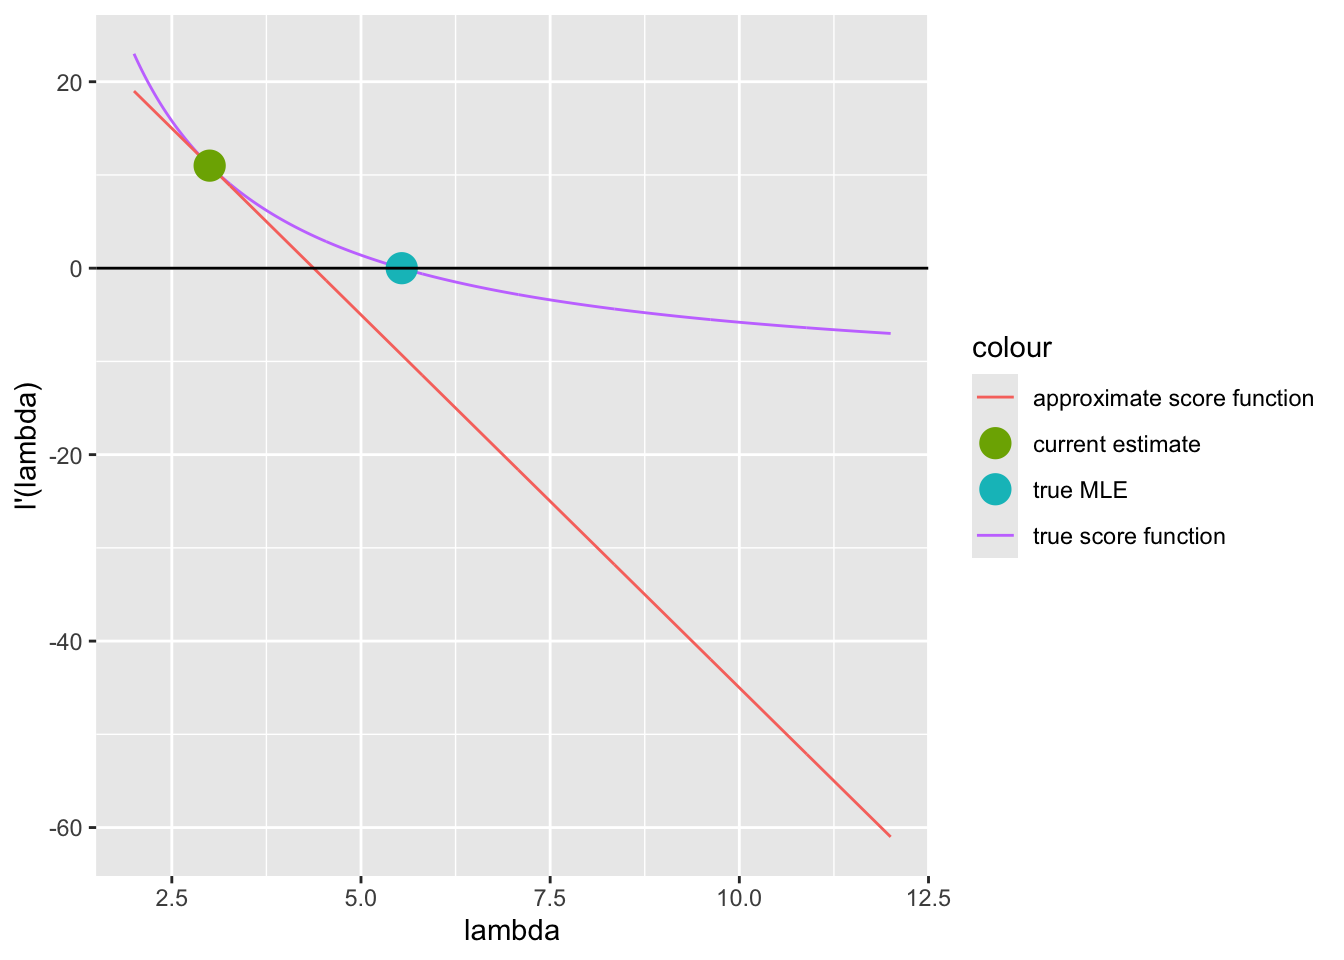 20
0
-20
-40
-60
l'(lambda)
2.5
5.0
7.5
10.0
12.5
lambda
colour
approximate score function
current estimate
true MLE
true score function